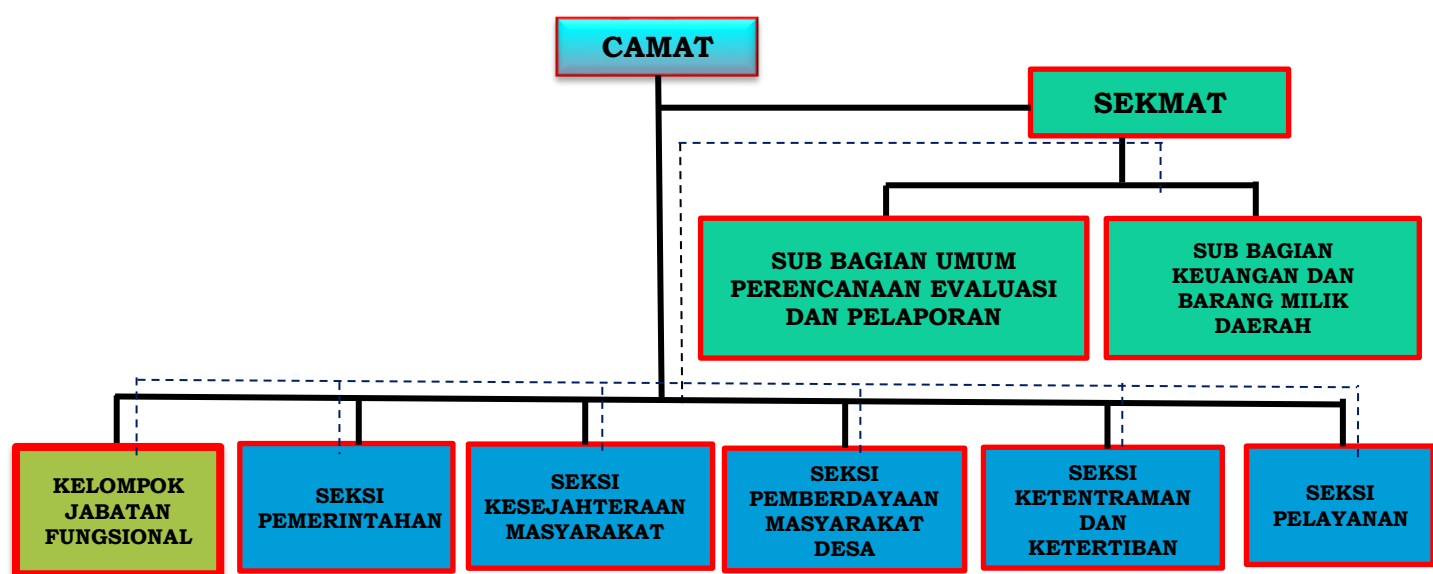 CAMAT
SEKMAT
SUB BAGIAN UMUM
PERENCANAAN EVALUASI
DAN PELAPORAN
SUB BAGIAN
KEUANGAN DAN
BARANG MILIK
DAERAH
KELOMPOK
JABATAN
FUNGSIONAL
SEKSI
PEMERINTAHAN
SEKSI
KESEJAHTERAAN
MASYARAKAT
SEKSI
PEMBERDAYAAN
MASYARAKAT
DESA
SEKSI
KETENTRAMAN
DAN
KETERTIBAN
SEKSI
PELAYANAN